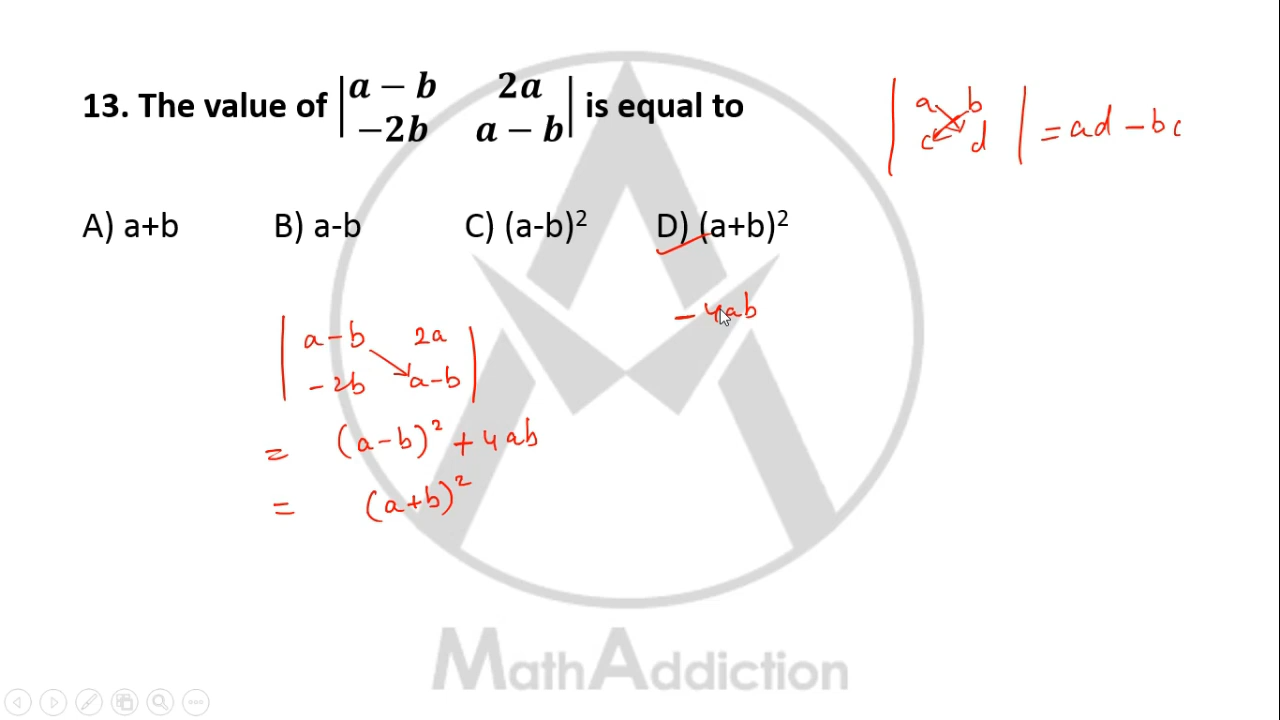 13. The value of |a − b 2a| is equal to
|−2b a − b|
|a b| = ad − bc
|c d|
A) a+b B) a-b C) (a-b)² D) (a+b)²
− 4ab
|a−b 2a|
|−2b a−b|
= (a−b)² + 4ab
= (a+b)²
MathAddiction